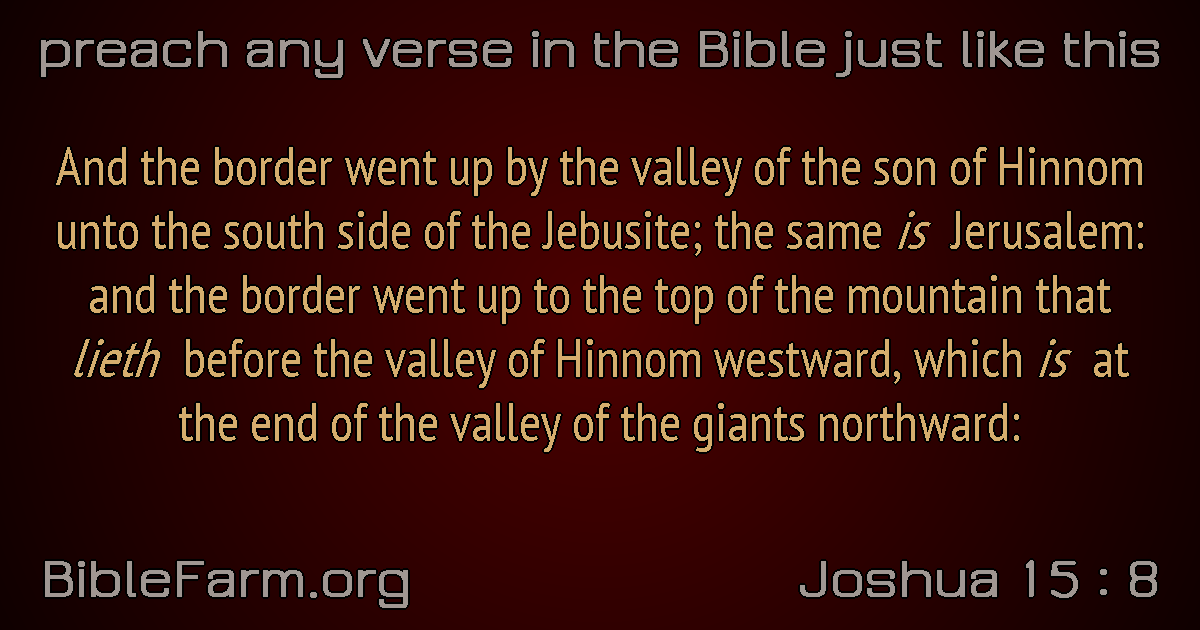 preach any verse in the Bible just like this
And the border went up by the valley of the son of Hinnom
unto the south side of the Jebusite; the same is Jerusalem:
and the border went up to the top of the mountain that
lieth before the valley of Hinnom westward, which is at
the end of the valley of the giants northward:
BibleFarm.org
Joshua 15 : 8